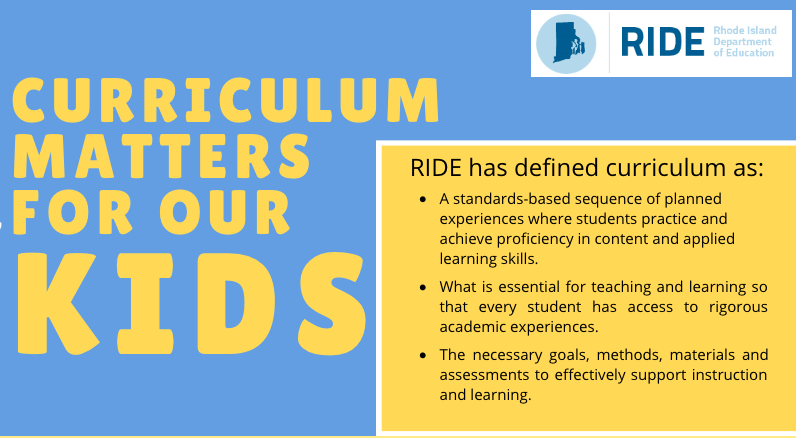 RIDE
Rhode Island
Department
of Education
CURRICULUM
MATTERS
FOR OUR
KIDS
RIDE has defined curriculum as:
• A standards-based sequence of planned
experiences where students practice and
achieve proficiency in content and applied
learning skills.
• What is essential for teaching and learning so
that every student has access to rigorous
academic experiences.
• The necessary goals, methods, materials and
assessments to effectively support instruction
and learning.